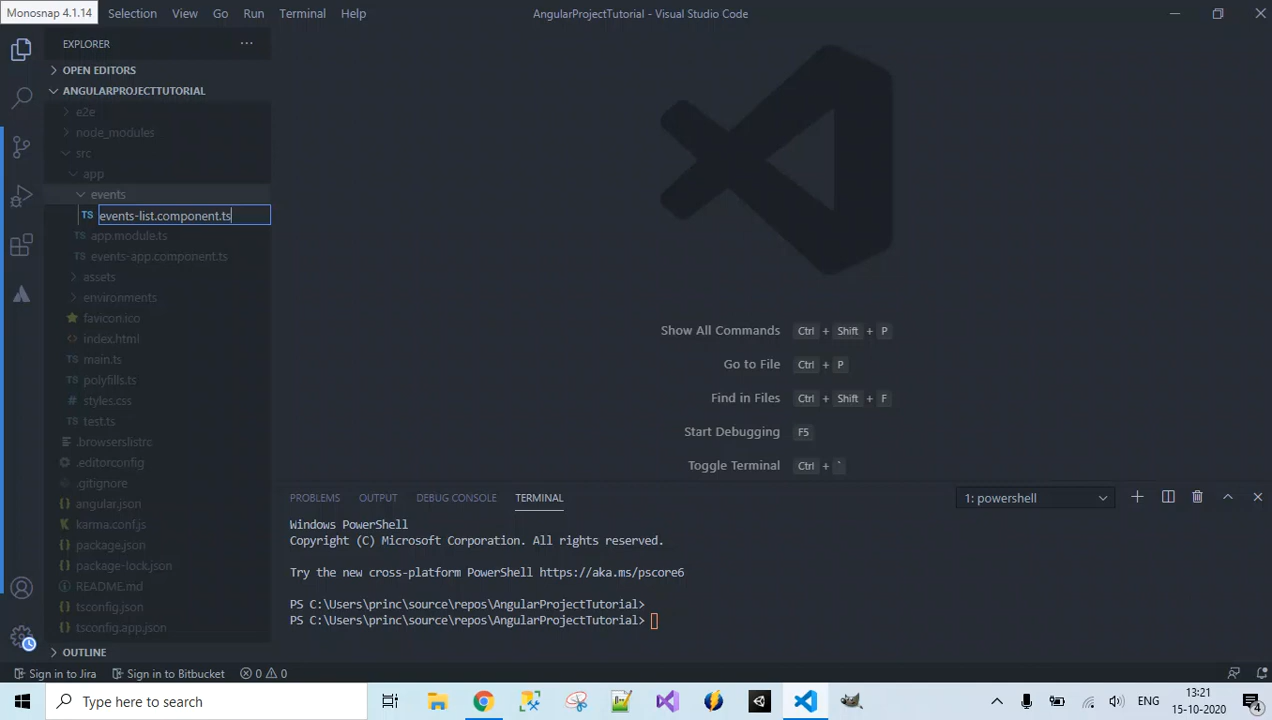 Monosnap 4.1.14
Selection View Go Run Terminal Help
AngularProjectTutorial - Visual Studio Code
EXPLORER
OPEN EDITORS
ANGULARPROJECTTUTORIAL
e2e
node_modules
src
app
events
TS events-list.component.ts
TS app.module.ts
TS events-app.component.ts
assets
environments
favicon.ico
<> index.html
TS main.ts
TS polyfills.ts
# styles.css
TS test.ts
.browserslistrc
.editorconfig
.gitignore
{} angular.json
karma.conf.js
{} package.json
{} package-lock.json
README.md
{} tsconfig.json
{} tsconfig.app.json
OUTLINE
Show All Commands Ctrl + Shift + P
Go to File Ctrl + P
Find in Files Ctrl + Shift + F
Start Debugging F5
Toggle Terminal Ctrl + `
PROBLEMS OUTPUT DEBUG CONSOLE TERMINAL
1: powershell
Windows PowerShell
Copyright (C) Microsoft Corporation. All rights reserved.
Try the new cross-platform PowerShell https://aka.ms/pscore6
PS C:\Users\princ\source\repos\AngularProjectTutorial>
PS C:\Users\princ\source\repos\AngularProjectTutorial>
Sign in to Jira Sign in to Bitbucket 0 0
Type here to search
ENG
13:21
15-10-2020
4